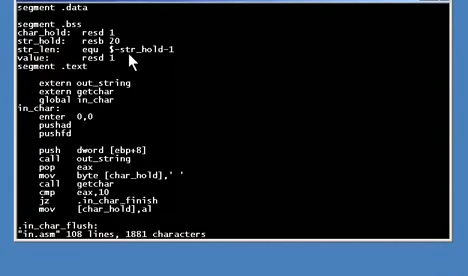 segment .data
segment .bss
char_hold: resd 1
str_hold: resb 20
str_len: equ $-str_hold-1
value: resd 1
segment .text
extern out_string
extern getchar
global in_char
in_char:
enter 0,0
pushad
pushfd
push dword [ebp+8]
call out_string
pop eax
mov byte [char_hold],' '
call getchar
cmp eax,10
jz .in_char_finish
mov [char_hold],al
.in_char_flush:
"in.asm" 108 lines, 1881 characters